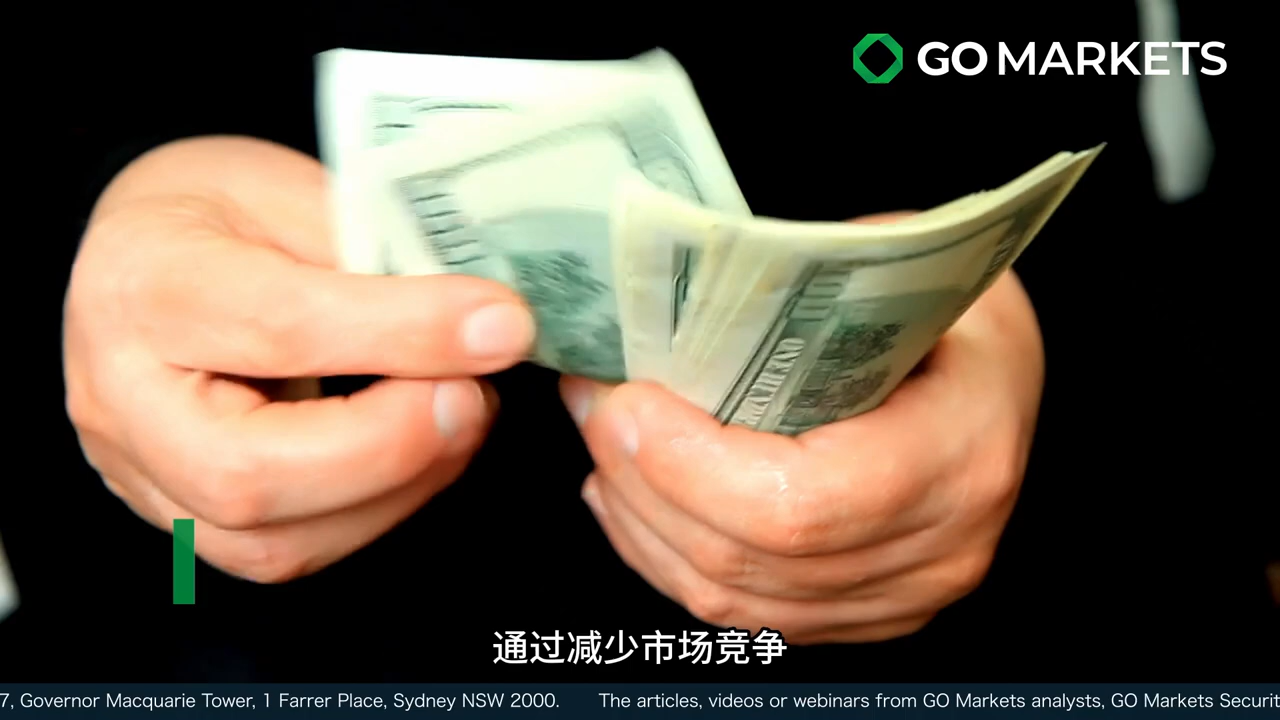 GO MARKETS
通过减少市场竞争
7, Governor Macquarie Tower, 1 Farrer Place, Sydney NSW 2000. The articles, videos or webinars from GO Markets analysts, GO Markets Securit